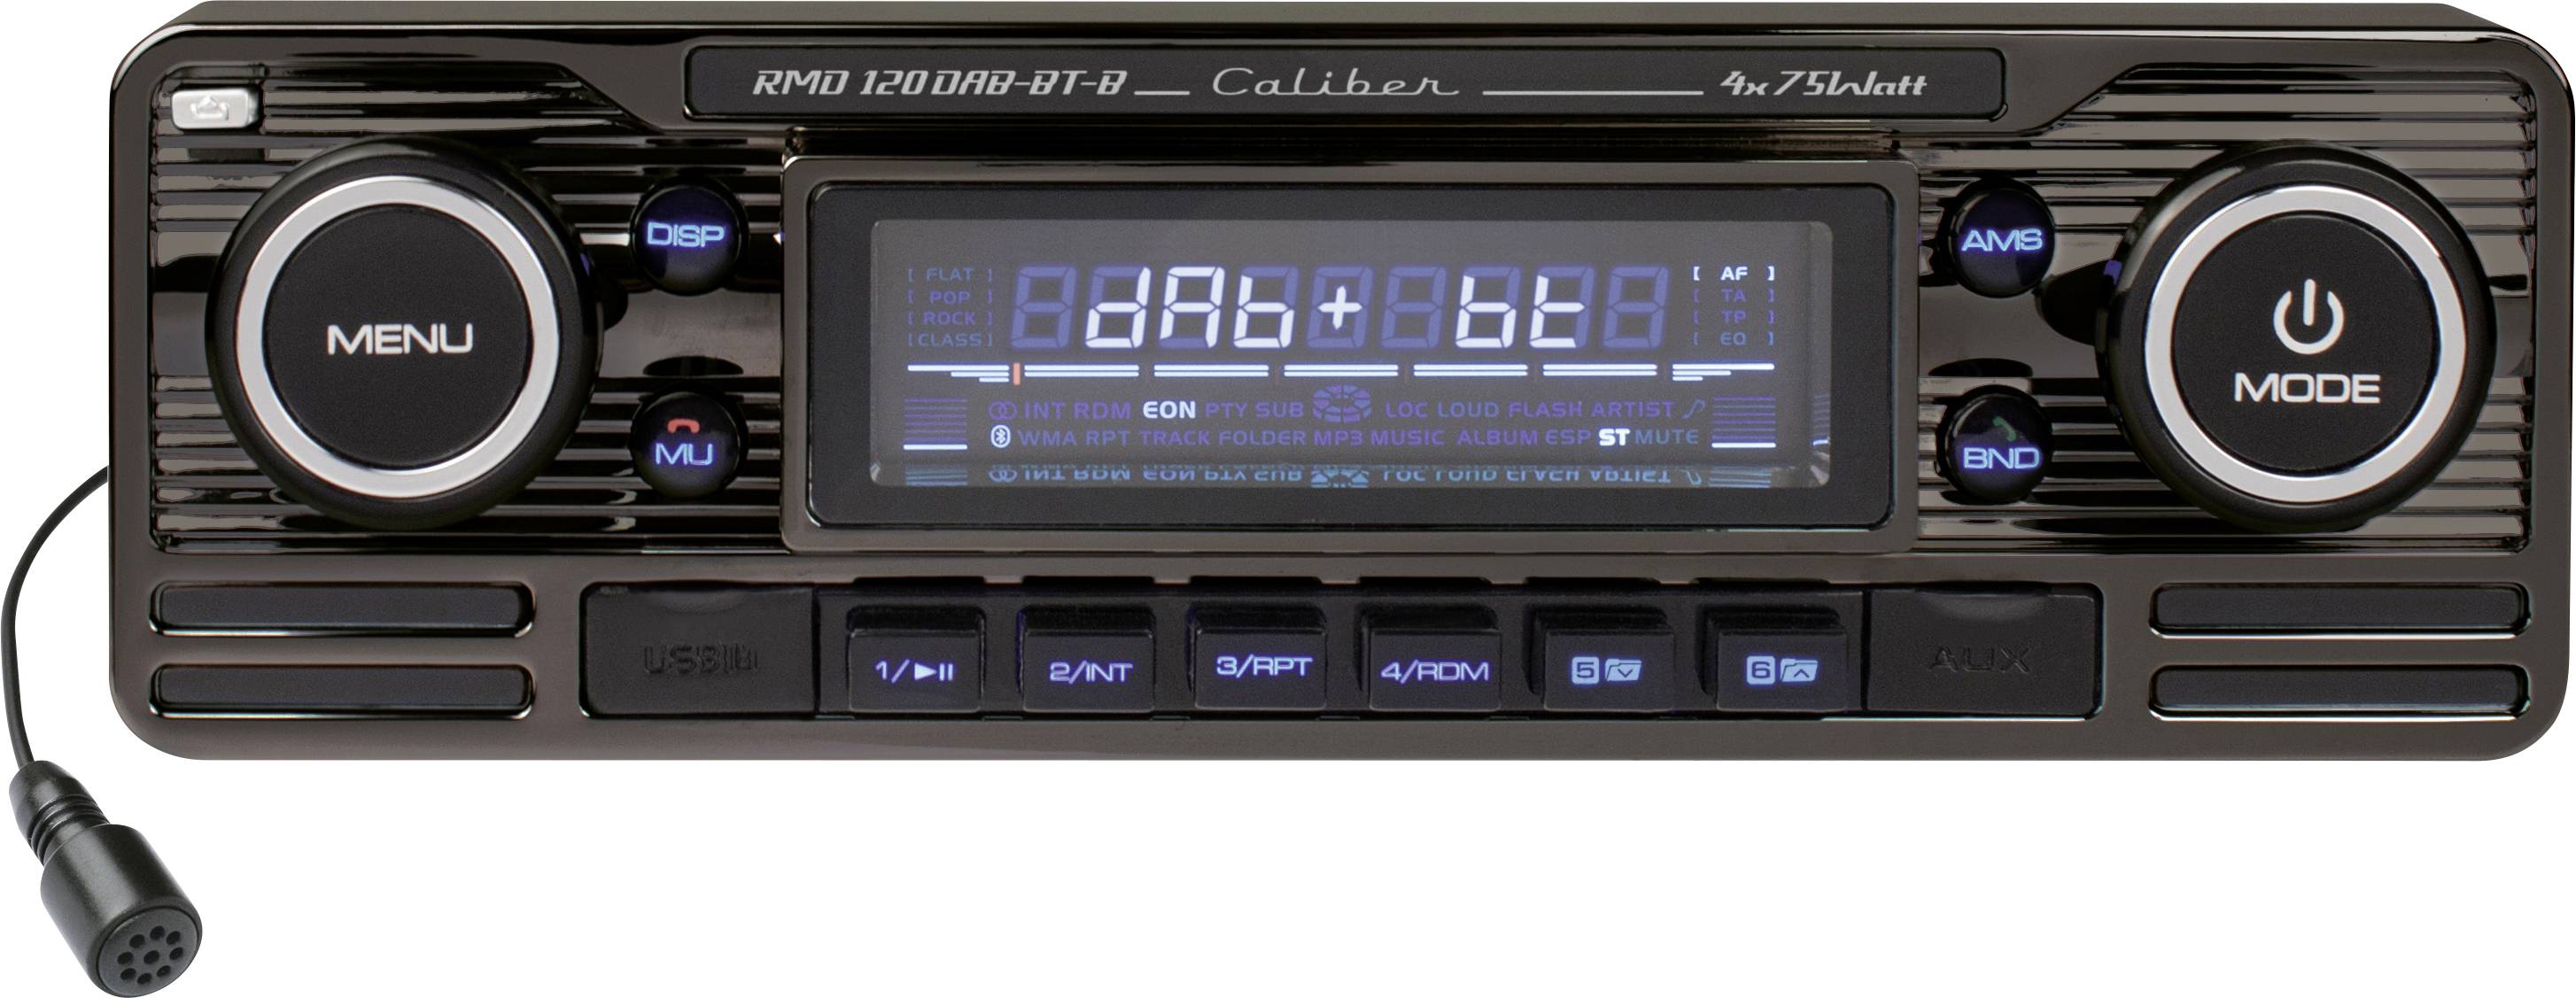 RMD 120DAB-BT-B Caliber 4x75Watt
DISP
AMS
MENU
MODE
MU
BND
[ FLAT ]
[ POP ]
[ ROCK ]
[ CLASS ]
dAb+ bt
[ AF ]
[ TA ]
[ TP ]
[ EQ ]
INT RDM EON PTY SUB LOC LOUD FLASH ARTIST
WMA RPT TRACK FOLDER MP3 MUSIC ALBUM ESP ST MUTE
USB
1/▶II 2/INT 3/RPT 4/RDM 5 6
AUX